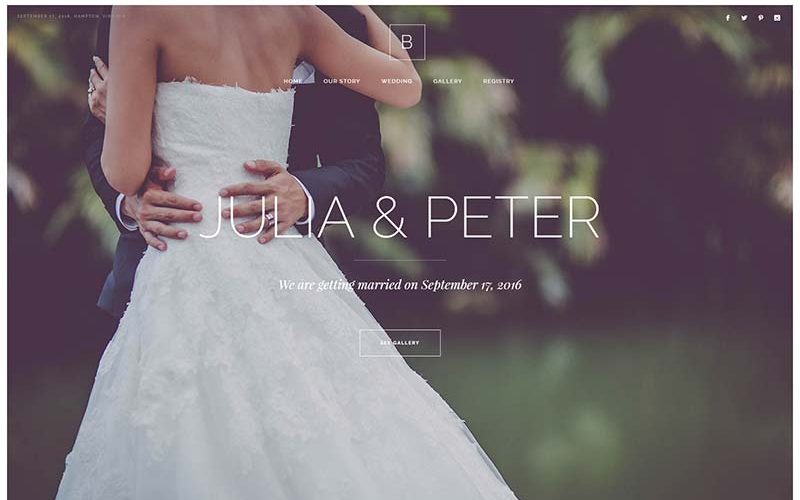 SEPTEMBER 17, 2016, HAMPTON, VIRGINIA
B
HOME OUR STORY WEDDING GALLERY REGISTRY
JULIA & PETER
We are getting married on September 17, 2016
SEE GALLERY